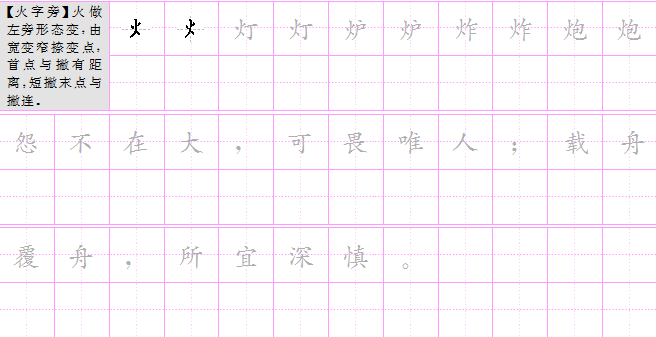 【火字旁】火做
左旁形态变,由
宽变窄捺变点,
首点与撇有距
离,短撇末点与
撇连.
火 火 灯 灯 炉 炉 炸 炸 炮 炮
怨 不 在 大 , 可 畏 唯 人 ; 载 舟
覆 舟 , 所 宜 深 慎 。